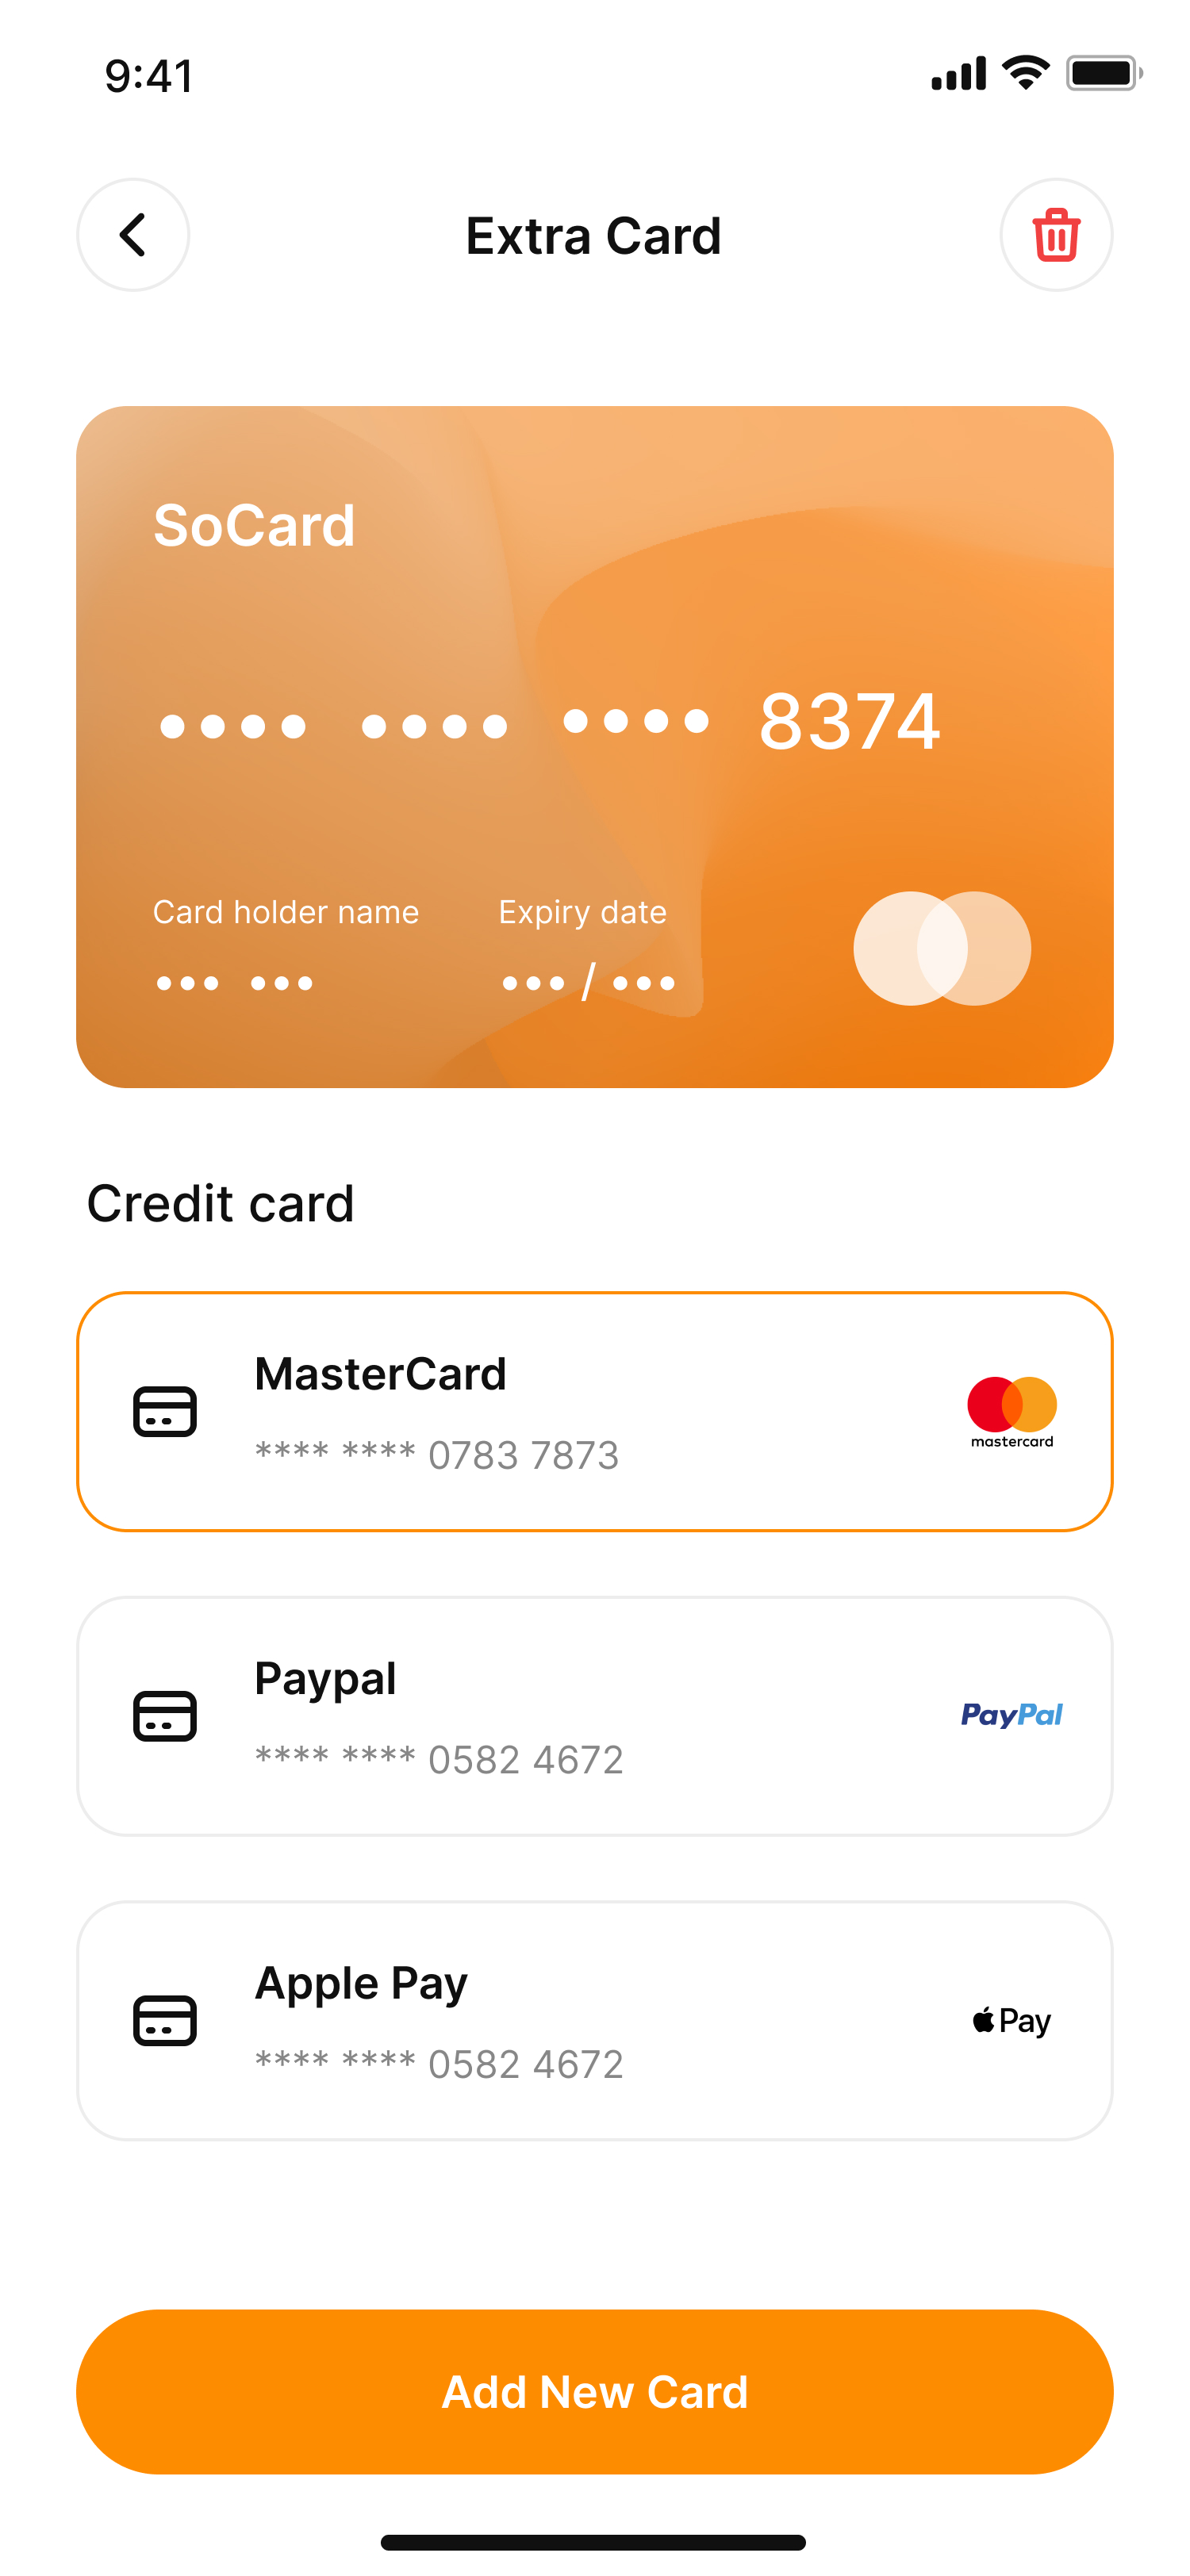 9:41
Extra Card
SoCard
•••• •••• •••• 8374
Card holder name Expiry date
••• ••• ••• / •••
Credit card
MasterCard
**** **** 0783 7873
mastercard
Paypal
**** **** 0582 4672
PayPal
Apple Pay
**** **** 0582 4672
Pay
Add New Card